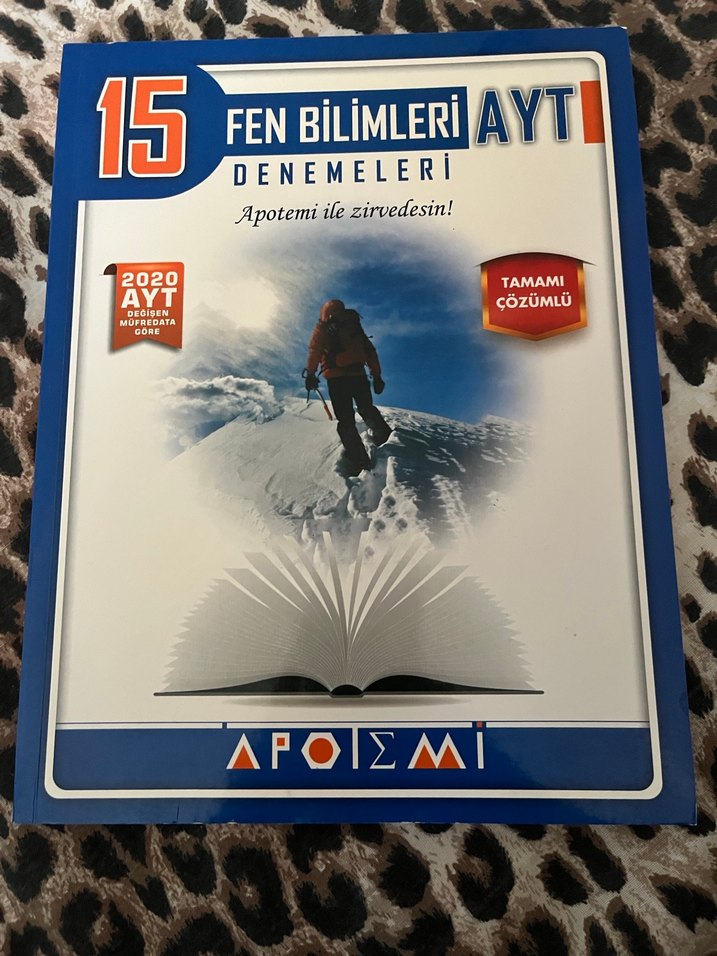 15
FEN BİLİMLERİ AYT
DENEMELERİ
Apotemi ile zirvedesin!
2020
AYT
DEĞİŞEN
MÜFREDATA
GÖRE
TAMAMI
ÇÖZÜMLÜ
APOTEMİ